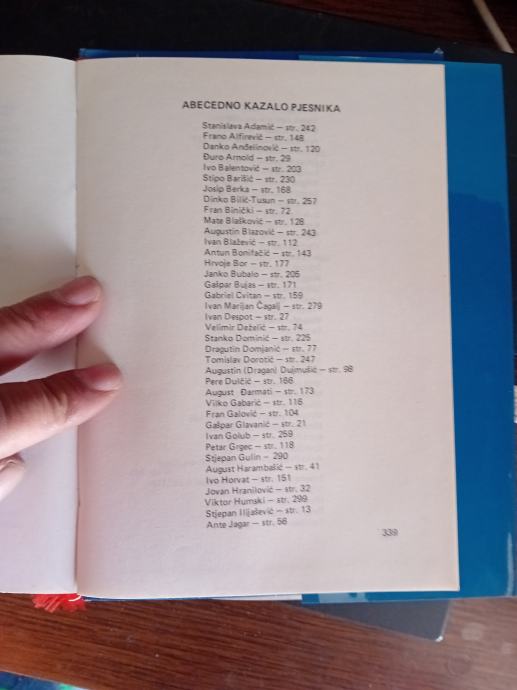 ABECEDNO KAZALO PJESNIKA
Stanislava Adamić — str. 242
Frano Alfirević — str. 148
Danko Anđelinović — str. 120
Đuro Arnold — str. 29
Ivo Balentović — str. 203
Stipo Barišić — str. 230
Josip Berka — str. 168
Dinko Bilić-Tusun — str. 257
Fran Binički — str. 72
Mate Blašković — str. 128
Augustin Blazović — str. 243
Ivan Blažević — str. 112
Antun Bonifačić — str. 143
Hrvoje Bor — str. 177
Janko Bubalo — str. 205
Gašpar Bujas — str. 171
Gabriel Cvitan — str. 159
Ivan Marijan Čagalj — str. 279
Ivan Despot — str. 27
Velimir Deželić — str. 74
Stanko Dominić — str. 225
Dragutin Domjanić — str. 77
Tomislav Dorotić — str. 247
Augustin (Dragan) Dujmušić — str. 98
Pere Dulčić — str. 166
August Đarmati — str. 173
Vilko Gabarić — str. 116
Fran Galović — str. 104
Gašpar Glavanić — str. 21
Ivan Golub — str. 259
Petar Grgec — str. 118
Stjepan Gulin — 290
August Harambašić — str. 41
Ivo Horvat — str. 151
Jovan Hranilović — str. 32
Viktor Humski — str. 299
Stjepan Ilijašević — str. 13
Ante Jagar — str. 56
339